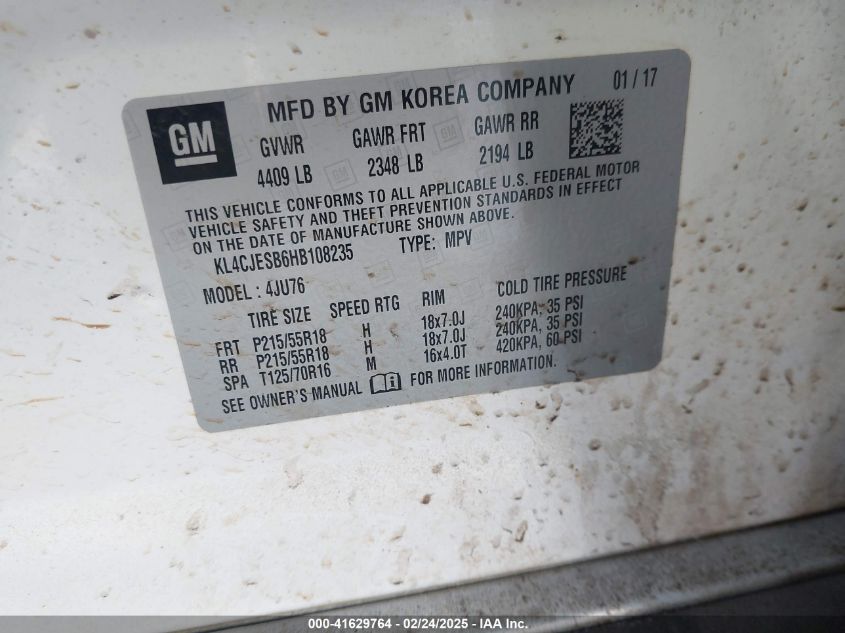 GM
MFD BY GM KOREA COMPANY 01 / 17
GVWR GAWR FRT GAWR RR
4409 LB 2348 LB 2194 LB
THIS VEHICLE CONFORMS TO ALL APPLICABLE U.S. FEDERAL MOTOR
VEHICLE SAFETY AND THEFT PREVENTION STANDARDS IN EFFECT
ON THE DATE OF MANUFACTURE SHOWN ABOVE.
KL4CJESB6HB108235 TYPE: MPV
MODEL : 4JU76
TIRE SIZE SPEED RTG RIM COLD TIRE PRESSURE
FRT P215/55R18 H 18x7.0J 240KPA, 35 PSI
RR P215/55R18 H 18x7.0J 240KPA, 35 PSI
SPA T125/70R16 M 16x4.0T 420KPA, 60 PSI
SEE OWNER'S MANUAL FOR MORE INFORMATION.
000-41629764 - 02/24/2025 - IAA Inc.